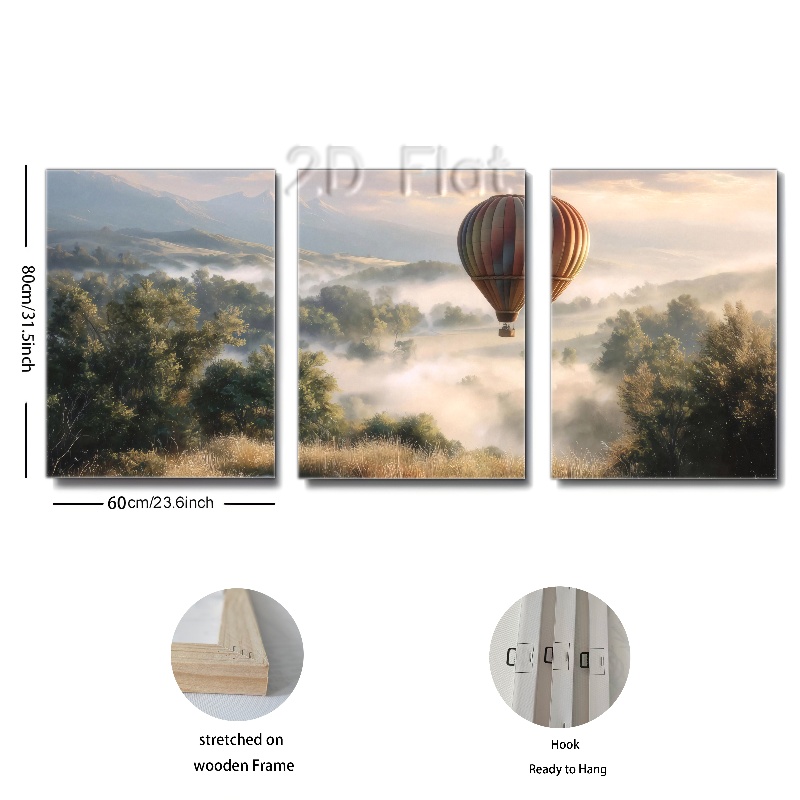 2D Flat
80cm/31.5inch
60cm/23.6inch
stretched on
wooden Frame
Hook
Ready to Hang